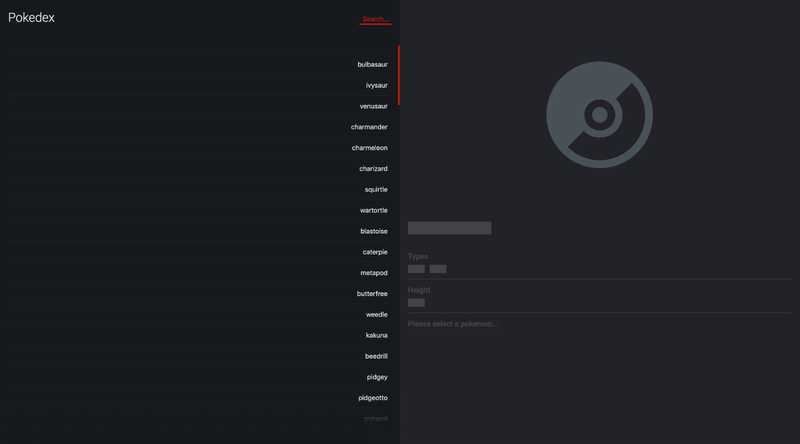 Pokedex
Search...
bulbasaur
ivysaur
venusaur
charmander
charmeleon
charizard
squirtle
wartortle
blastoise
caterpie
metapod
butterfree
weedle
kakuna
beedrill
pidgey
pidgeotto
Types
Height
Please select a pokemon...